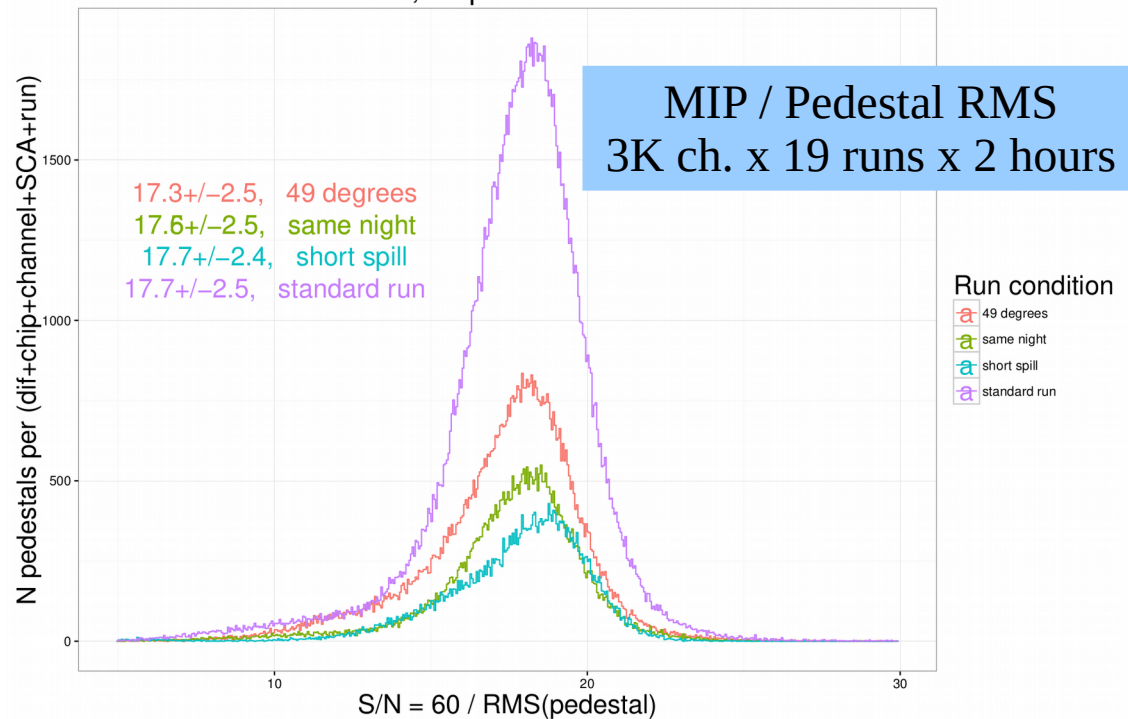 MIP / Pedestal RMS
3K ch. x 19 runs x 2 hours
N pedestals per (dif+chip+channel+SCA+run)
1500
1000
500
0
17.3+/−2.5, 49 degrees
17.6+/−2.5, same night
17.7+/−2.4, short spill
17.7+/−2.5, standard run
Run condition
a 49 degrees
a same night
a short spill
a standard run
10 20 30
S/N = 60 / RMS(pedestal)